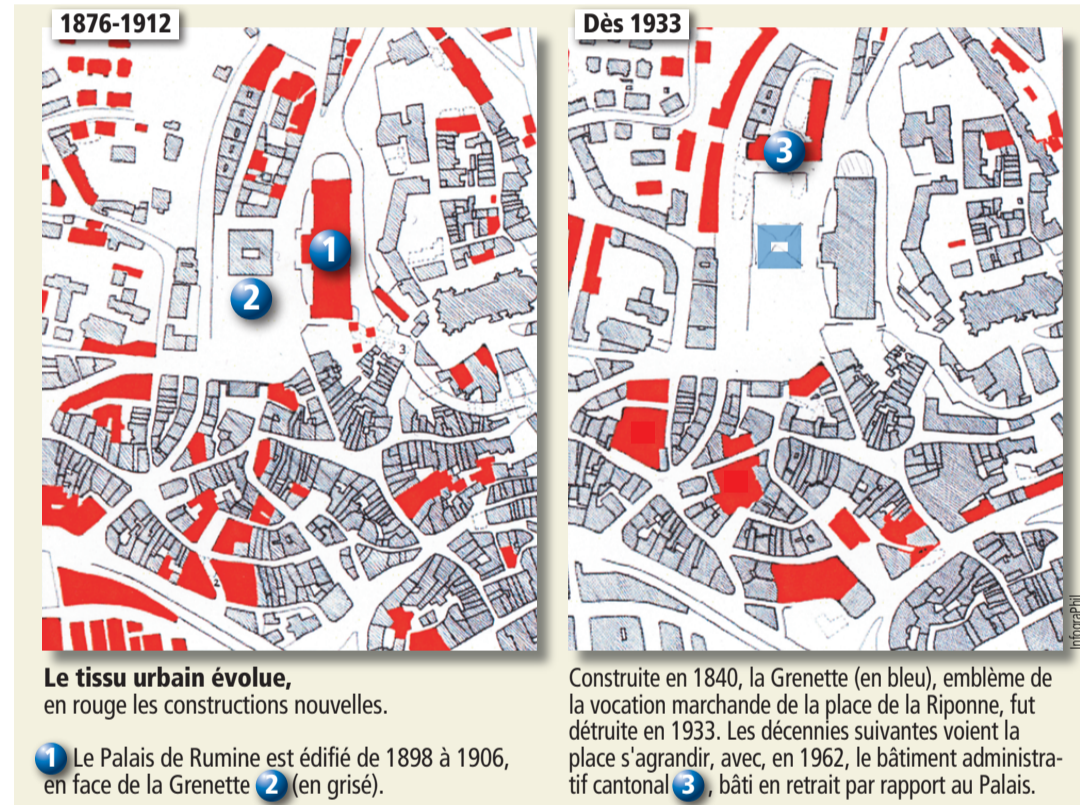 1876-1912
Dès 1933
1
2
3
3
2
Le tissu urbain évolue,
en rouge les constructions nouvelles.
1 Le Palais de Rumine est édifié de 1898 à 1906,
en face de la Grenette 2 (en grisé).
Construite en 1840, la Grenette (en bleu), emblème de
la vocation marchande de la place de la Riponne, fut
détruite en 1933. Les décennies suivantes voient la
place s'agrandir, avec, en 1962, le bâtiment administra-
tif cantonal 3 , bâti en retrait par rapport au Palais.
InfograPhil